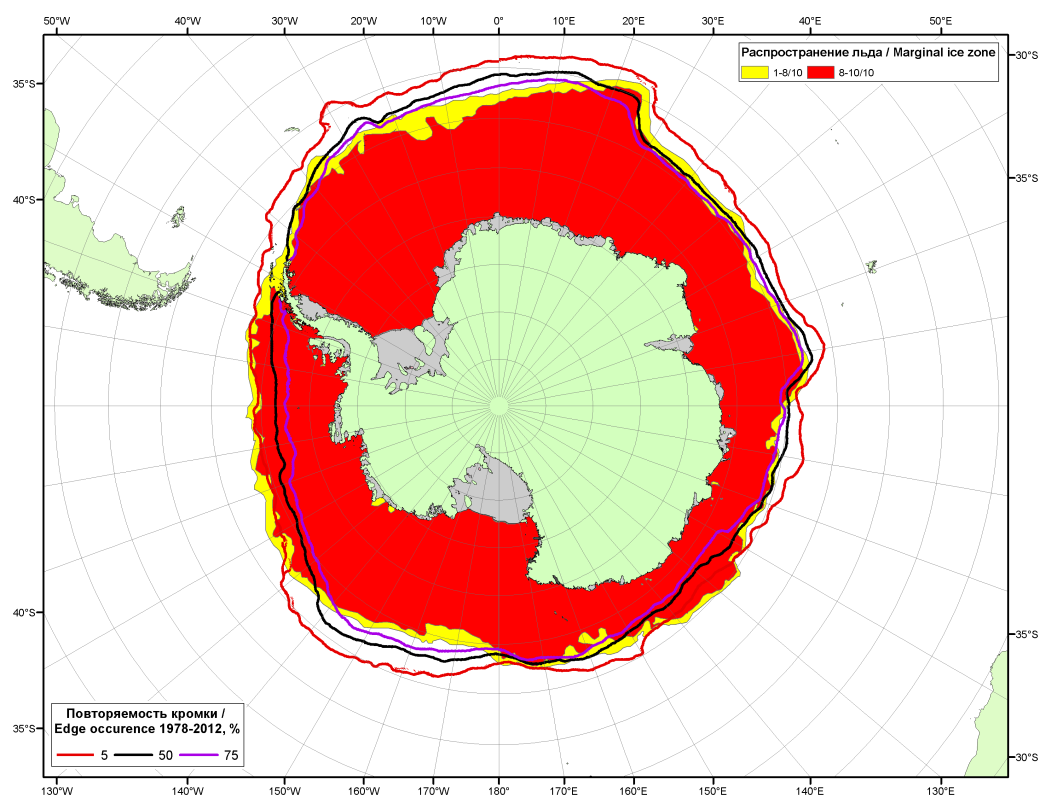 50°W 40°W 30°W 20°W 10°W 0° 10°E 20°E 30°E 40°E 50°E
Распространение льда / Marginal ice zone
1-8/10 8-10/10
35°S 30°S
40°S 35°S
40°S 35°S
35°S 30°S
Повторяемость кромки /
Edge occurence 1978-2012, %
5 50 75
130°W 140°W 150°W 160°W 170°W 180° 170°E 160°E 150°E 140°E 130°E